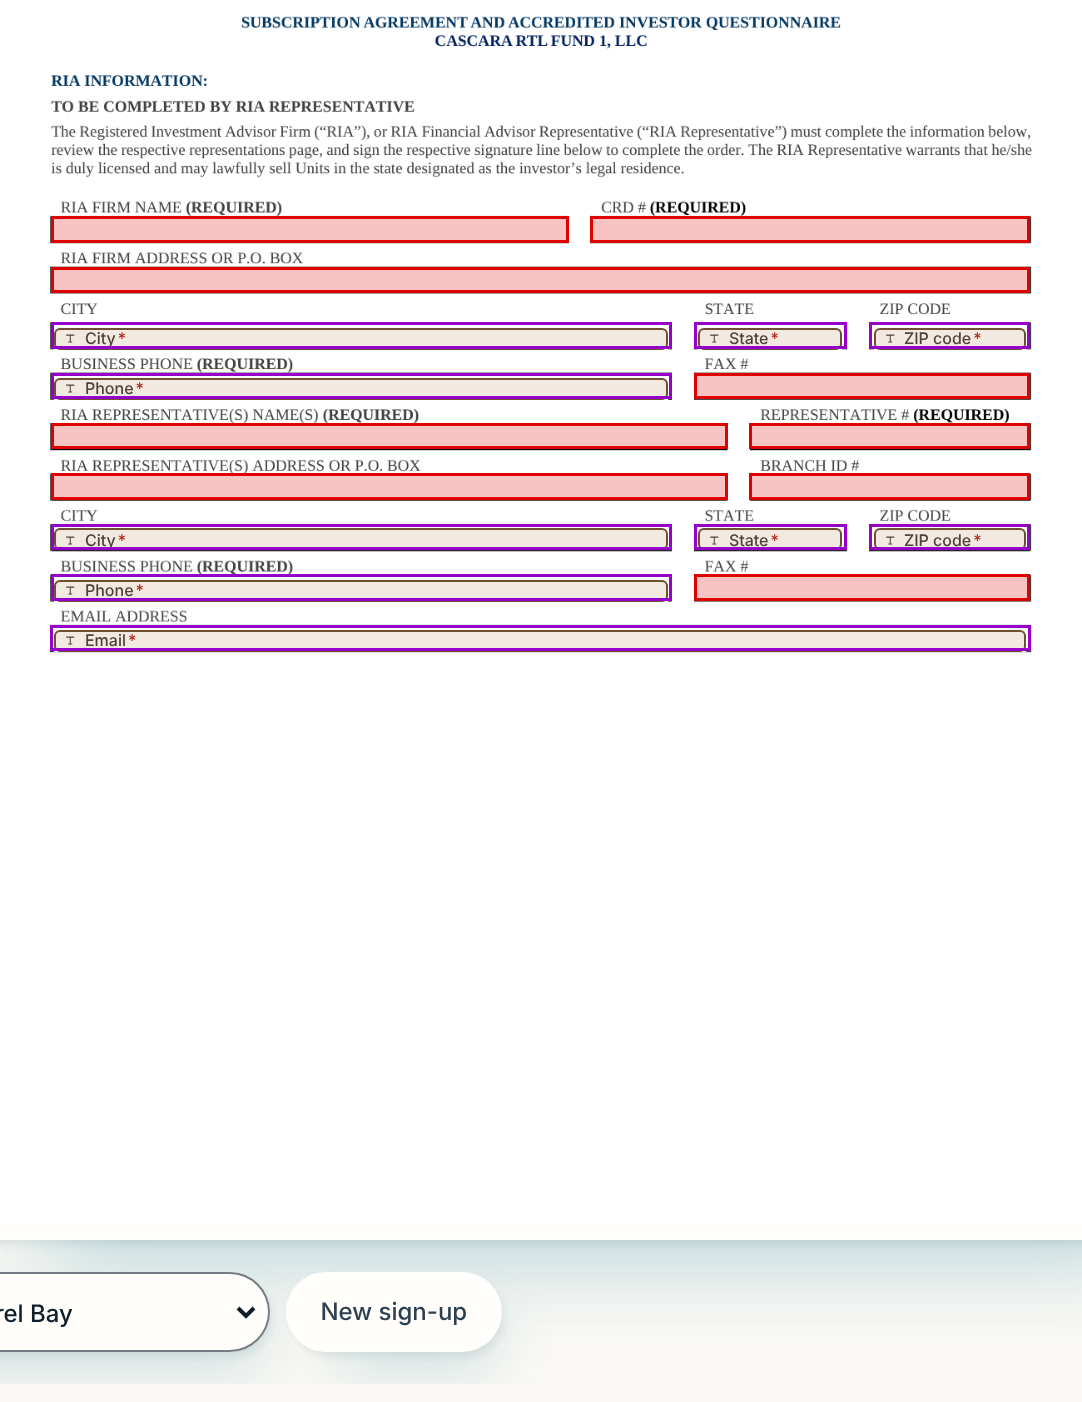 SUBSCRIPTION AGREEMENT AND ACCREDITED INVESTOR QUESTIONNAIRE
CASCARA RTL FUND 1, LLC
RIA INFORMATION:
TO BE COMPLETED BY RIA REPRESENTATIVE
The Registered Investment Advisor Firm (“RIA”), or RIA Financial Advisor Representative (“RIA Representative”) must complete the information below,
review the respective representations page, and sign the respective signature line below to complete the order. The RIA Representative warrants that he/she
is duly licensed and may lawfully sell Units in the state designated as the investor’s legal residence.
RIA FIRM NAME (REQUIRED) CRD # (REQUIRED)
RIA FIRM ADDRESS OR P.O. BOX
CITY STATE ZIP CODE
T City* T State* T ZIP code*
BUSINESS PHONE (REQUIRED) FAX #
T Phone*
RIA REPRESENTATIVE(S) NAME(S) (REQUIRED) REPRESENTATIVE # (REQUIRED)
RIA REPRESENTATIVE(S) ADDRESS OR P.O. BOX BRANCH ID #
CITY STATE ZIP CODE
T City* T State* T ZIP code*
BUSINESS PHONE (REQUIRED) FAX #
T Phone*
EMAIL ADDRESS
T Email*
rel Bay New sign-up